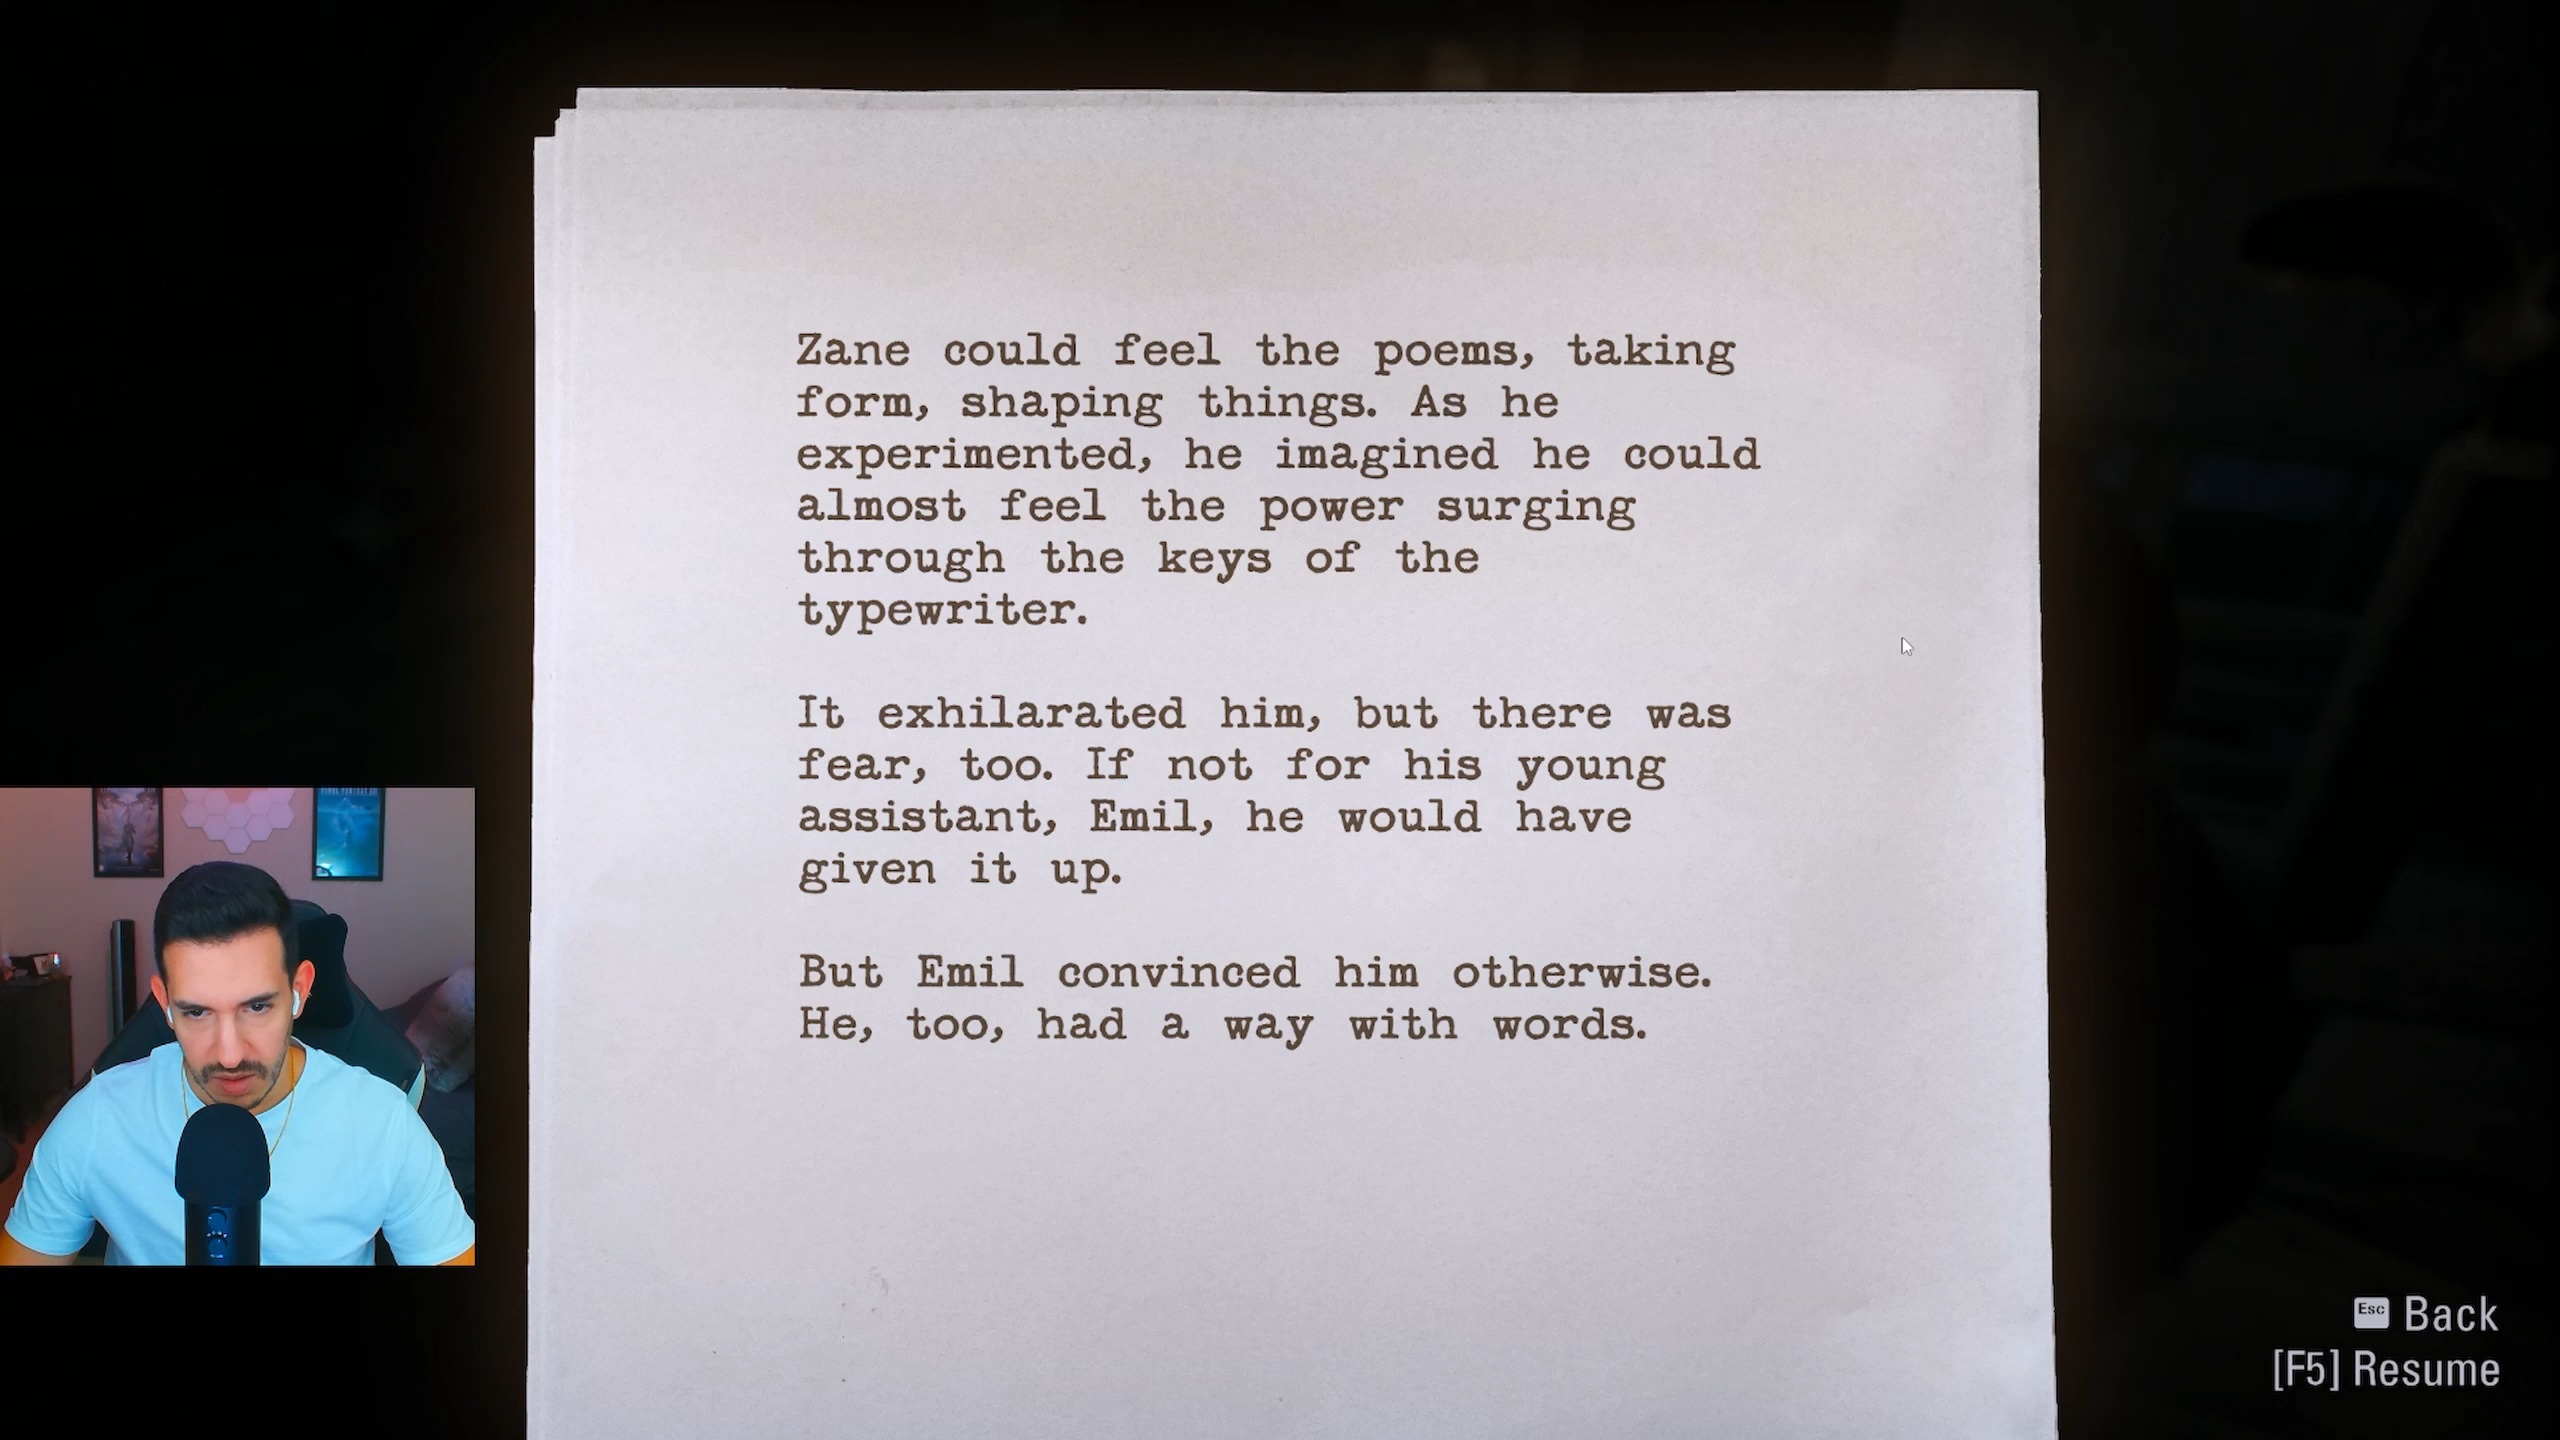 Zane could feel the poems, taking
form, shaping things. As he
experimented, he imagined he could
almost feel the power surging
through the keys of the
typewriter.
It exhilarated him, but there was
fear, too. If not for his young
assistant, Emil, he would have
given it up.
But Emil convinced him otherwise.
He, too, had a way with words.
Esc Back
[F5] Resume